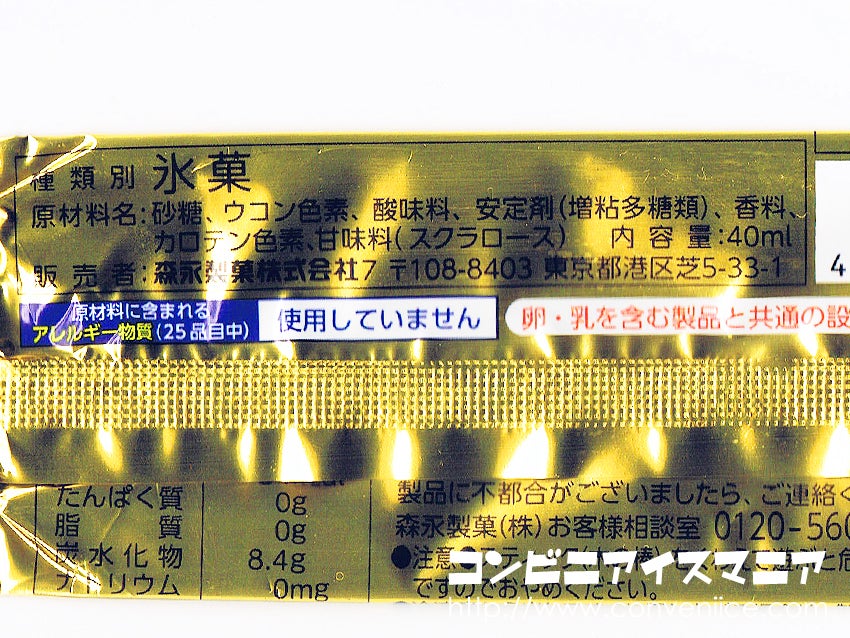 種類別 氷菓
原材料名:砂糖、ウコン色素、酸味料、安定剤(増粘多糖類)、香料、
カロテン色素、甘味料(スクラロース) 内容量:40ml
販売者:森永製菓株式会社7 〒108-8403 東京都港区芝5-33-1
4
原材料に含まれる
アレルギー物質(25品目中) 使用していません 卵・乳を含む製品と共通の設
たんぱく質 0g
脂質 0g
炭水化物 8.4g
ナトリウム 0mg
製品に不都合がございましたら、ご連絡く
森永製菓(株)お客様相談室 0120-560
●注意●
ですのでおやめください。
コンビニアイスマニア
http://www.conveniice.com